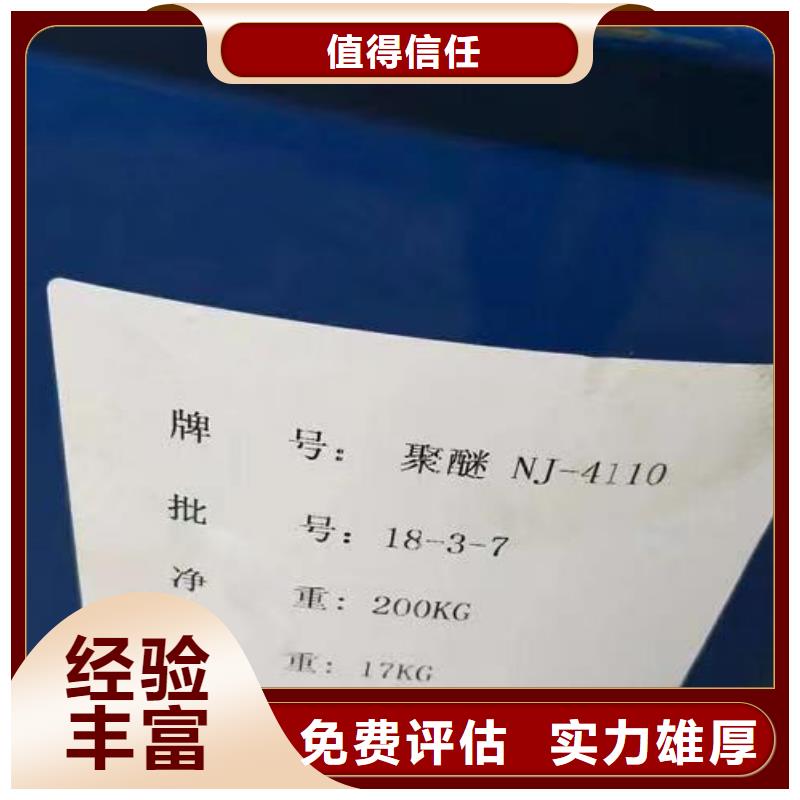 值得信任
牌 号: 聚醚 NJ-4110
批 号: 18-3-7
净 重: 200KG
重: 17KG
经验
丰富
免费评估 实力雄厚